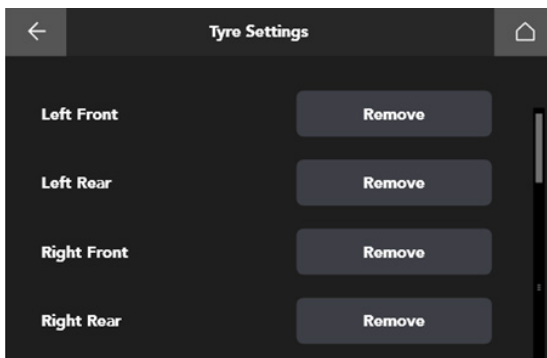 Tyre Settings
Left Front Remove
Left Rear Remove
Right Front Remove
Right Rear Remove